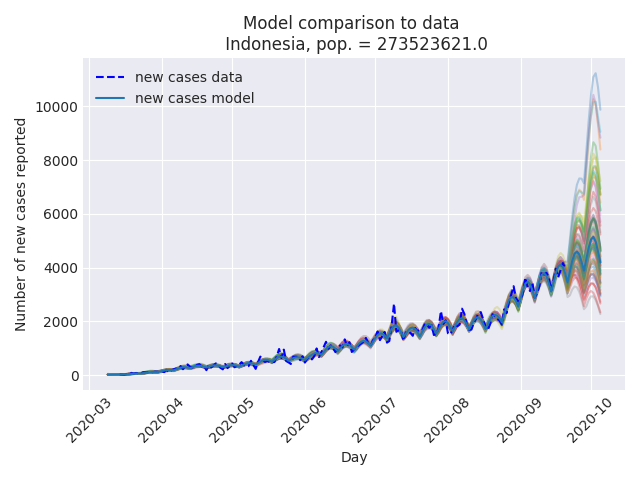 Model comparison to data
Indonesia, pop. = 273523621.0
new cases data
new cases model
Number of new cases reported
10000
8000
6000
4000
2000
0
2020-03
2020-04
2020-05
2020-06
2020-07
2020-08
2020-09
2020-10
Day